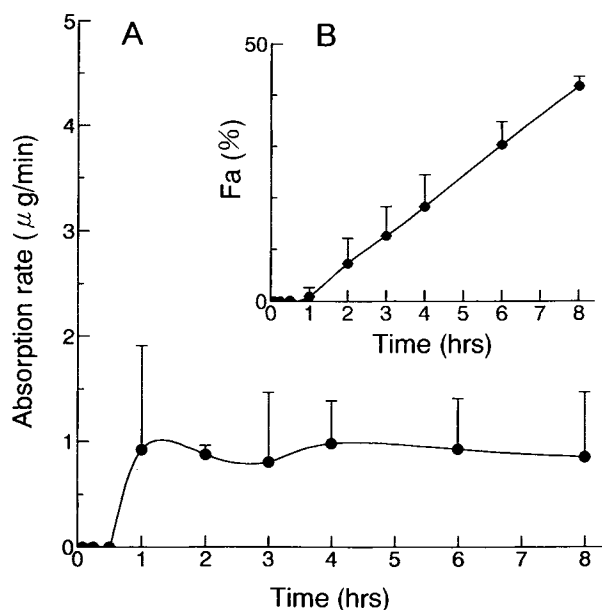 A
B
5
4
3
2
1
0
Absorption rate (μg/min)
0 1 2 3 4 5 6 7 8
Time (hrs)
50
0
Fa (%)
0 1 2 3 4 5 6 7 8
Time (hrs)